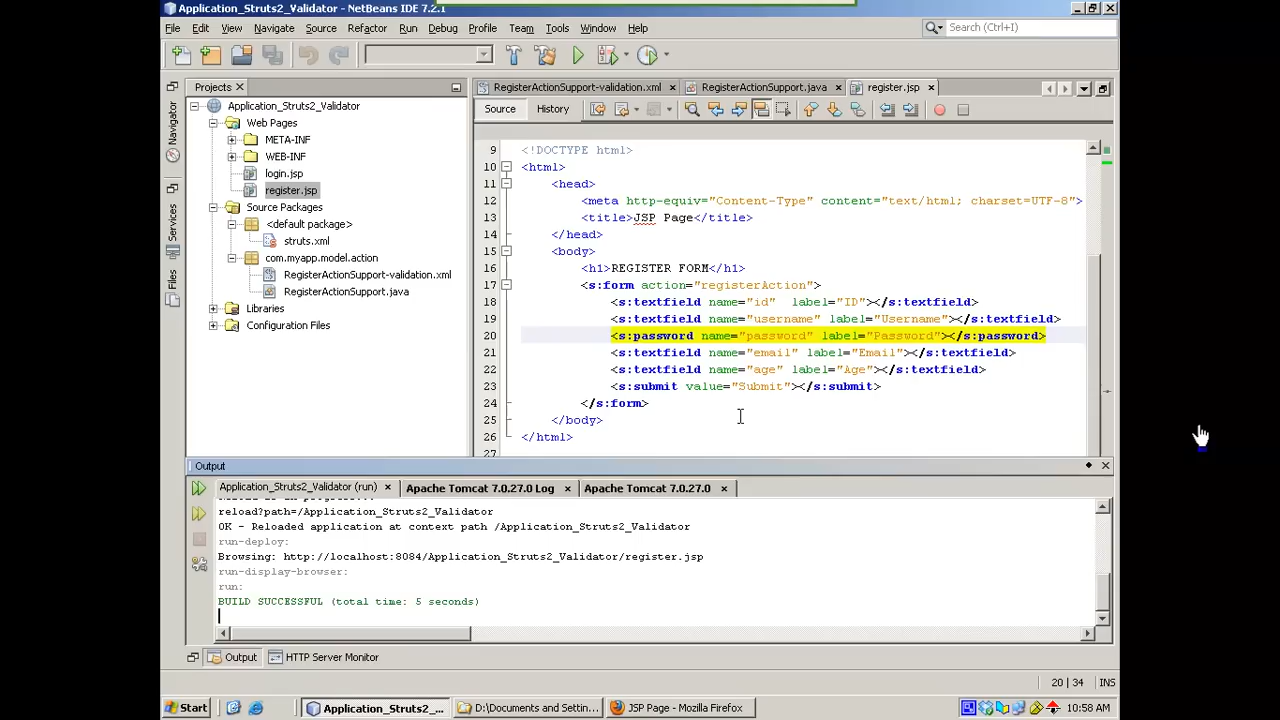 Application_Struts2_Validator - NetBeans IDE 7.2.1
File Edit View Navigate Source Refactor Run Debug Profile Team Tools Window Help
Search (Ctrl+I)
Projects
RegisterActionSupport-validation.xml
RegisterActionSupport.java
register.jsp
Navigator
Services
Files
Application_Struts2_Validator
Web Pages
META-INF
WEB-INF
login.jsp
register.jsp
Source Packages
<default package>
struts.xml
com.myapp.model.action
RegisterActionSupport-validation.xml
RegisterActionSupport.java
Libraries
Configuration Files
Source History
9 <!DOCTYPE html>
10 <html>
11 <head>
12 <meta http-equiv="Content-Type" content="text/html; charset=UTF-8">
13 <title>JSP Page</title>
14 </head>
15 <body>
16 <h1>REGISTER FORM</h1>
17 <s:form action="registerAction">
18 <s:textfield name="id"  label="ID"></s:textfield>
19 <s:textfield name="username" label="Username"></s:textfield>
20 <s:password name="password" label="Password"></s:password>
21 <s:textfield name="email" label="Email"></s:textfield>
22 <s:textfield name="age" label="Age"></s:textfield>
23 <s:submit value="Submit"></s:submit>
24 </s:form>
25 </body>
26 </html>
27
Output
Application_Struts2_Validator (run)
Apache Tomcat 7.0.27.0 Log
Apache Tomcat 7.0.27.0
reload?path=/Application_Struts2_Validator
OK - Reloaded application at context path /Application_Struts2_Validator
run-deploy:
Browsing: http://localhost:8084/Application_Struts2_Validator/register.jsp
run-display-browser:
run:
BUILD SUCCESSFUL (total time: 5 seconds)
Output
HTTP Server Monitor
20 | 34 INS
Start
Application_Struts2_...
D:\Documents and Settin...
JSP Page - Mozilla Firefox
10:58 AM